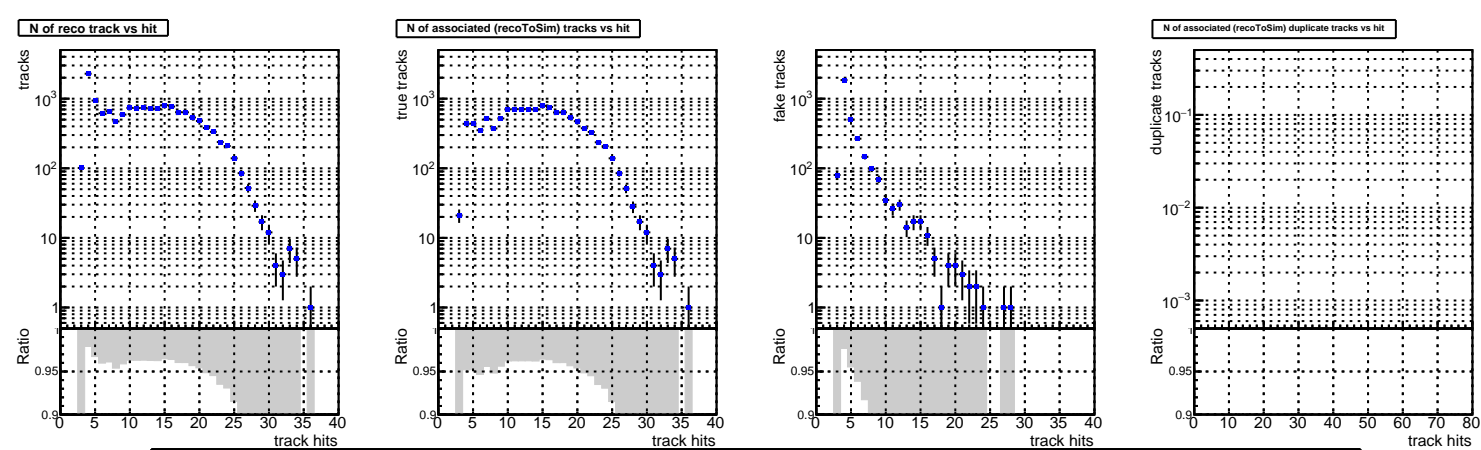 N of reco track vs hit
tracks
10³
10²
10
1
Ratio
1
0.95
0.9
0 5 10 15 20 25 30 35 40
track hits
N of associated (recoToSim) tracks vs hit
true tracks
10³
10²
10
1
Ratio
1
0.95
0.9
0 5 10 15 20 25 30 35 40
track hits
fake tracks
10³
10²
10
1
Ratio
1
0.95
0.9
0 5 10 15 20 25 30 35 40
track hits
N of associated (recoToSim) duplicate tracks vs hit
duplicate tracks
10⁻¹
10⁻²
10⁻³
Ratio
1
0.95
0.9
0 10 20 30 40 50 60 70 80
track hits